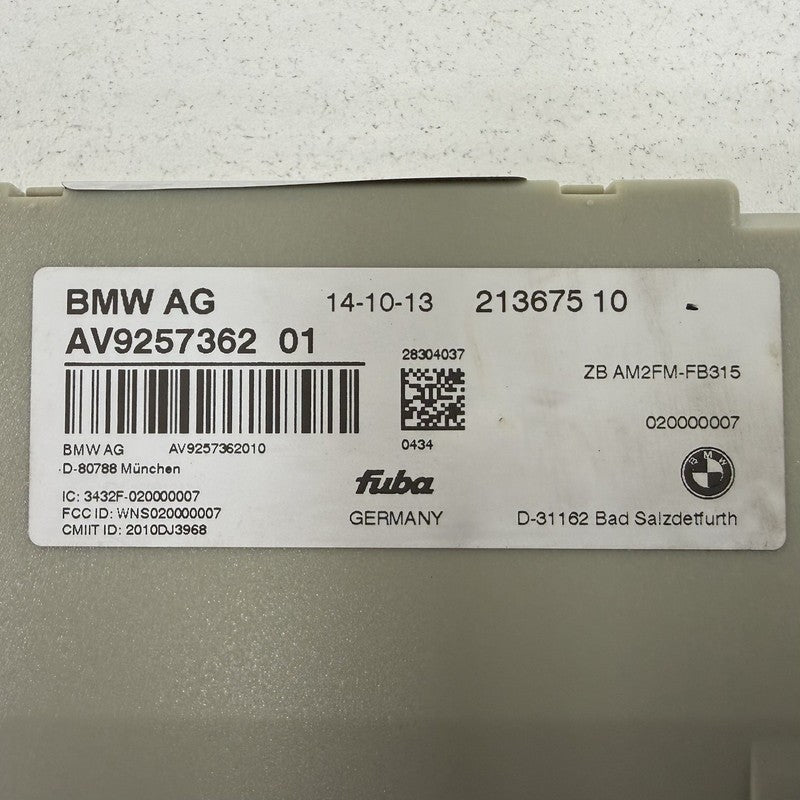 BMW AG 14-10-13 213675 10 -
AV9257362 01
28304037
ZB AM2FM-FB315
020000007
BMW AG AV9257362010
0434
D-80788 München
BMW
fuba
IC: 3432F-020000007
FCC ID: WNS020000007
GERMANY D-31162 Bad Salzdetfurth
CMIIT ID: 2010DJ3968